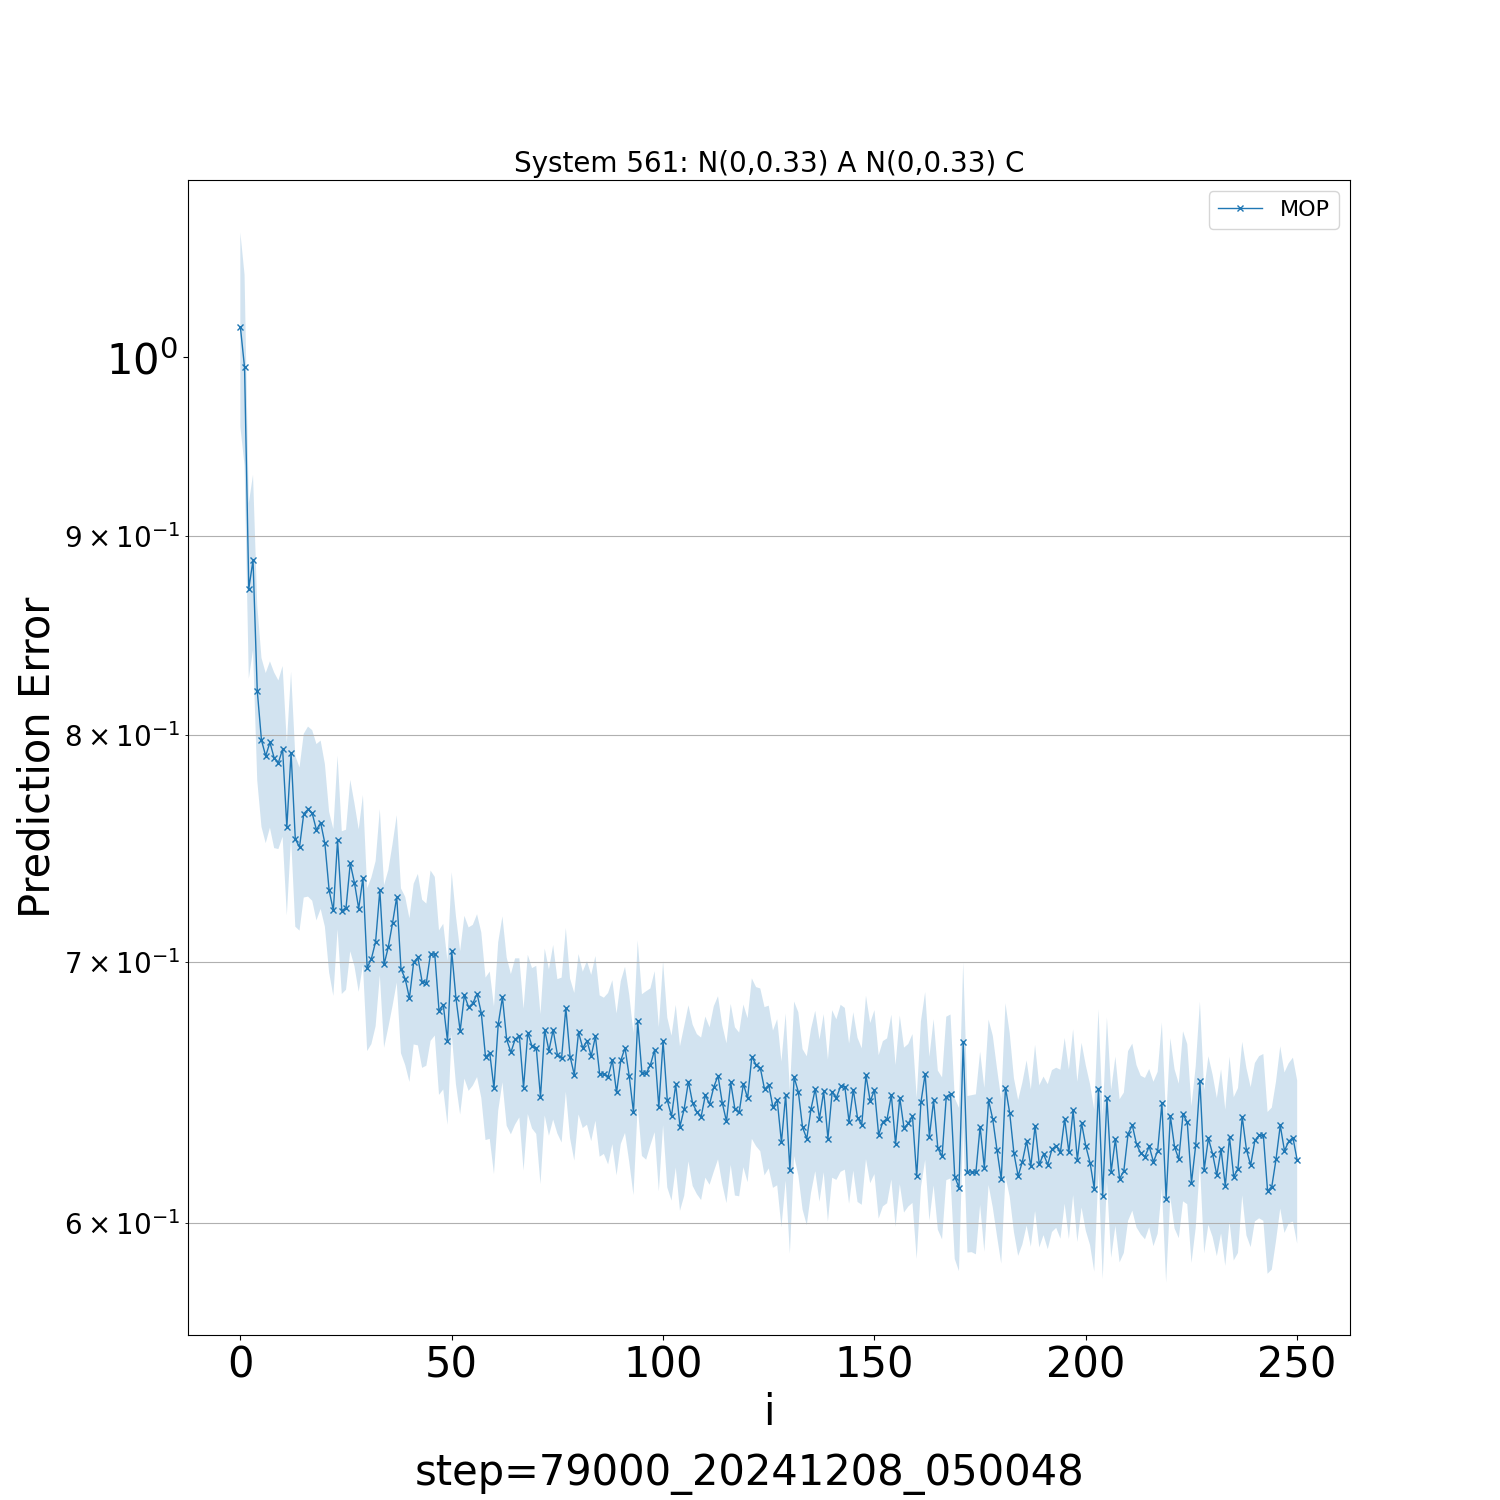 System 561: N(0,0.33) A N(0,0.33) C
MOP
10⁰
9 × 10⁻¹
8 × 10⁻¹
7 × 10⁻¹
6 × 10⁻¹
Prediction Error
0 50 100 150 200 250
i
step=79000_20241208_050048